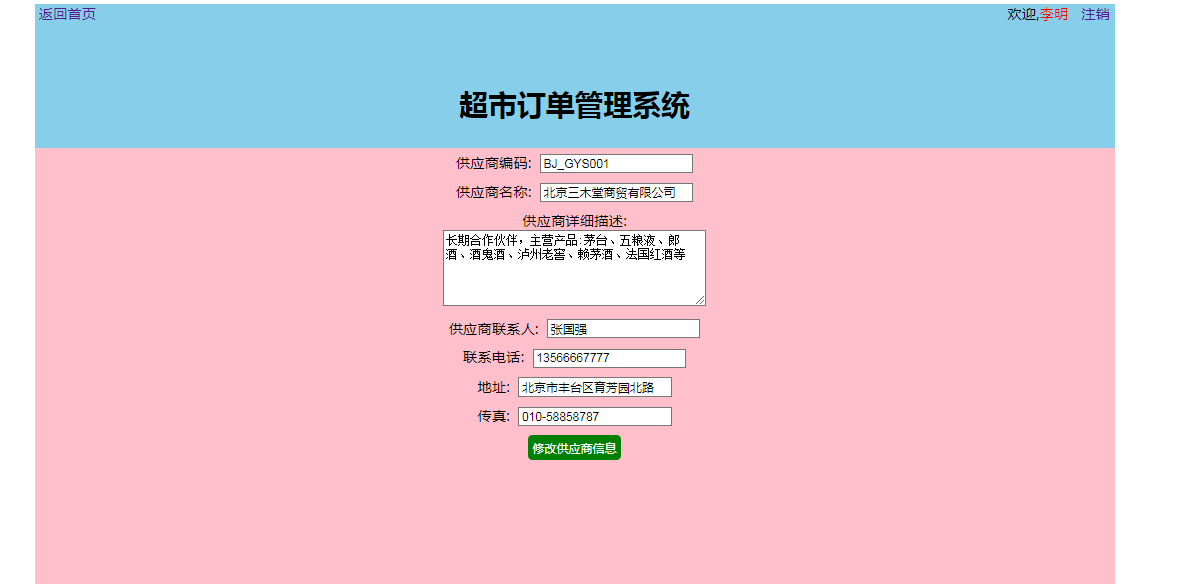 返回首页 欢迎,李明 注销
超市订单管理系统
供应商编码: BJ_GYS001
供应商名称: 北京三木堂商贸有限公司
供应商详细描述:
长期合作伙伴，主营产品:茅台、五粮液、郎
酒、酒鬼酒、泸州老窖、赖茅酒、法国红酒等
供应商联系人: 张国强
联系电话: 13566667777
地址: 北京市丰台区育芳园北路
传真: 010-58858787
修改供应商信息